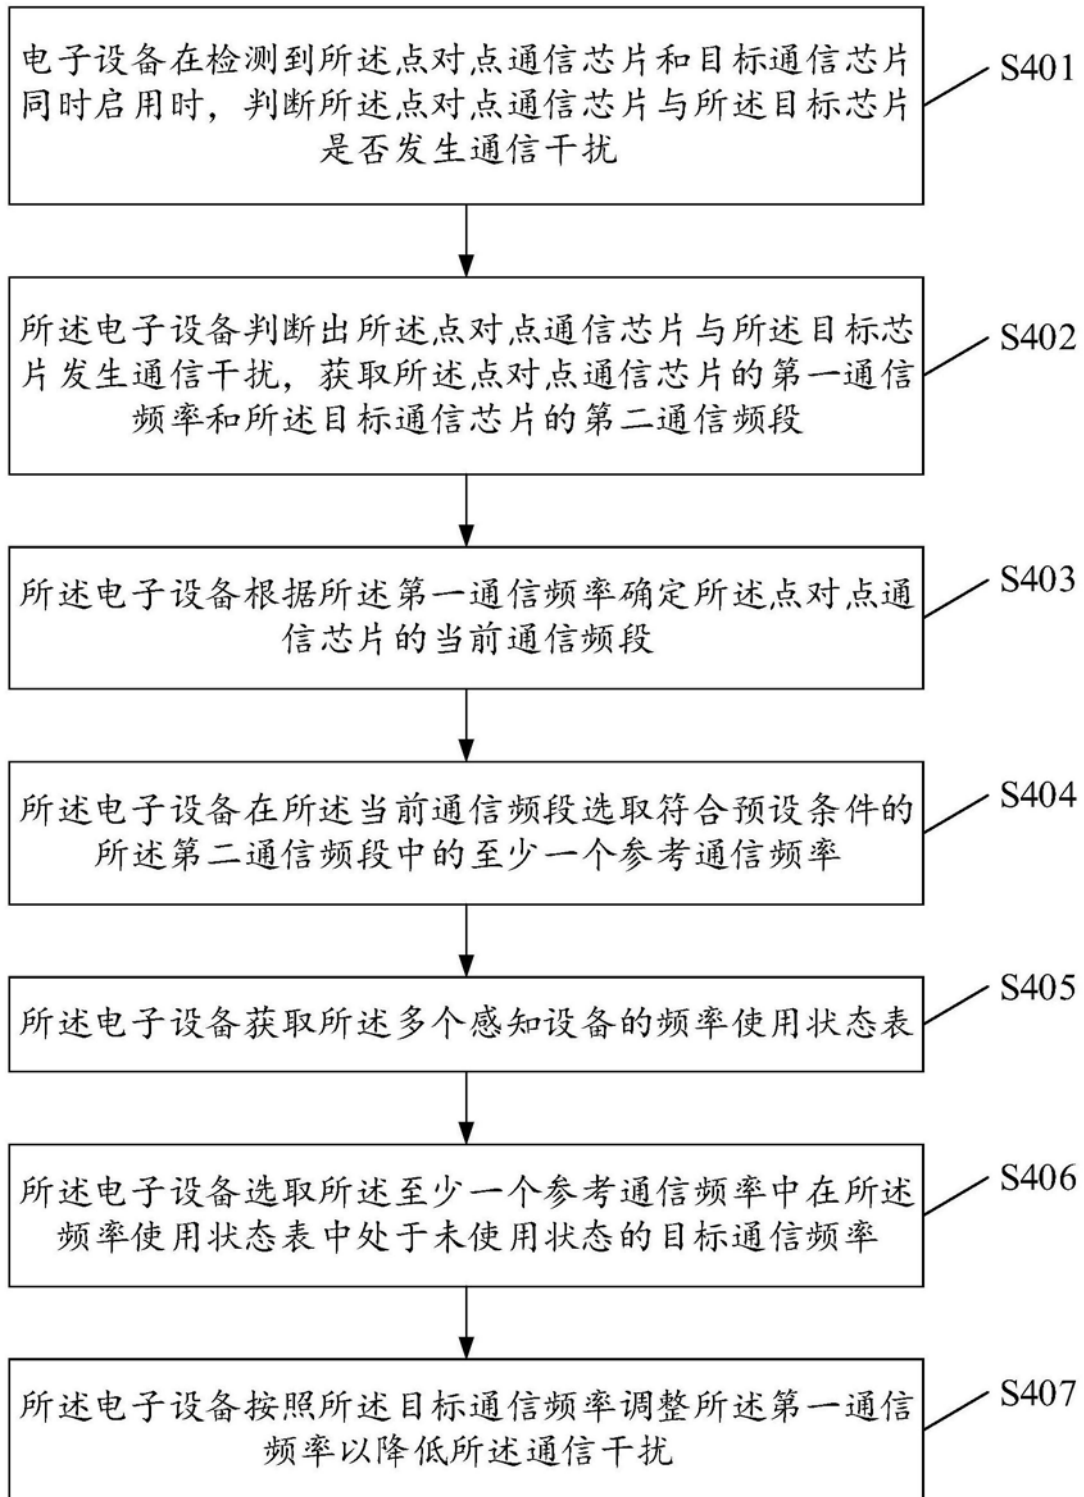 电子设备在检测到所述点对点通信芯片和目标通信芯片
同时启用时，判断所述点对点通信芯片与所述目标芯片
是否发生通信干扰
S401
所述电子设备判断出所述点对点通信芯片与所述目标芯
片发生通信干扰，获取所述点对点通信芯片的第一通信
频率和所述目标通信芯片的第二通信频段
S402
所述电子设备根据所述第一通信频率确定所述点对点通
信芯片的当前通信频段
S403
所述电子设备在所述当前通信频段选取符合预设条件的
所述第二通信频段中的至少一个参考通信频率
S404
所述电子设备获取所述多个感知设备的频率使用状态表
S405
所述电子设备选取所述至少一个参考通信频率中在所述
频率使用状态表中处于未使用状态的目标通信频率
S406
所述电子设备按照所述目标通信频率调整所述第一通信
频率以降低所述通信干扰
S407